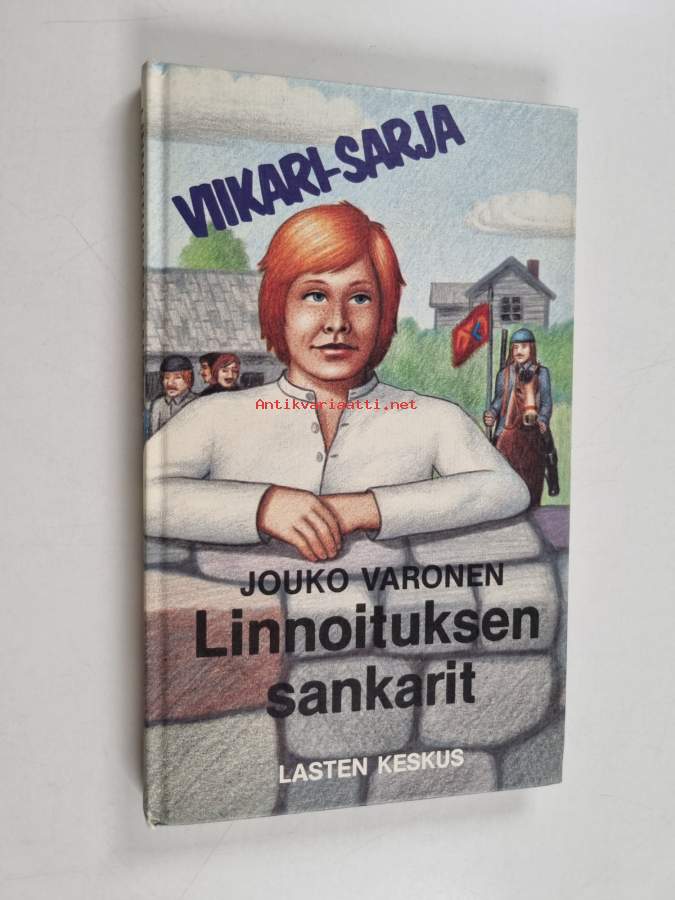 VIIKARI-SARJA
Antikvariaatti.net
JOUKO VARONEN
Linnoituksen
sankarit
LASTEN KESKUS